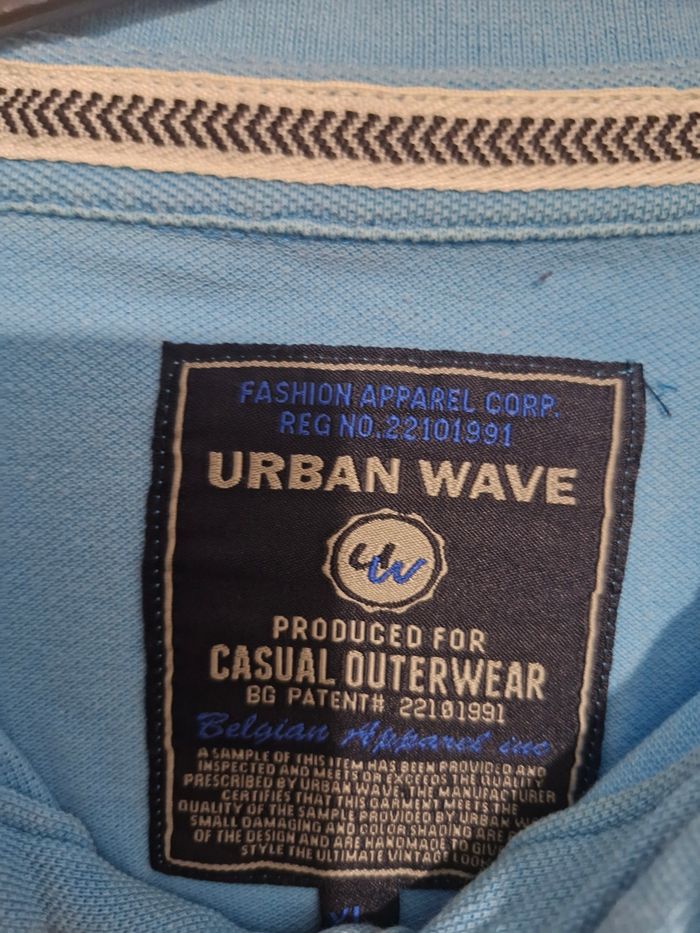 FASHION APPAREL CORP.
REG NO.22101991
URBAN WAVE
UW
PRODUCED FOR
CASUAL OUTERWEAR
BG PATENT# 22101991
Belgian Apparel inc
A SAMPLE OF THIS ITEM HAS BEEN PROVIDED AND
INSPECTED AND MEETS OR EXCEEDS THE QUALITY
PRESCRIBED BY URBAN WAVE, THE MANUFACTURER
CERTIFIES THAT THIS GARMENT MEETS THE
QUALITY OF THE SAMPLE PROVIDED BY URBAN
SMALL DAMAGING AND COLOR SHADING ARE
OF THE DESIGN AND ARE HANDMADE TO GIVE
STYLE THE ULTIMATE VINTAGE LOOK
XL